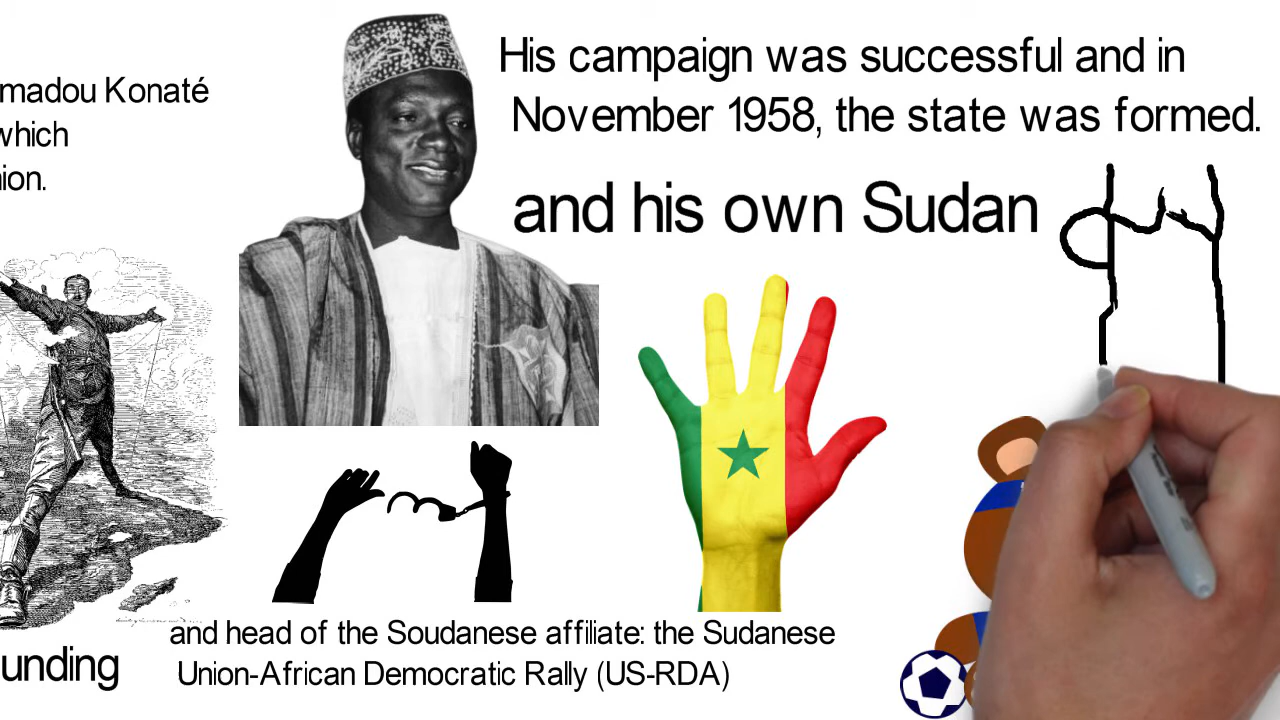 madou Konaté
which
ion.
His campaign was successful and in
November 1958, the state was formed.
and his own Sudan
and head of the Soudanese affiliate: the Sudanese
Union-African Democratic Rally (US-RDA)
unding